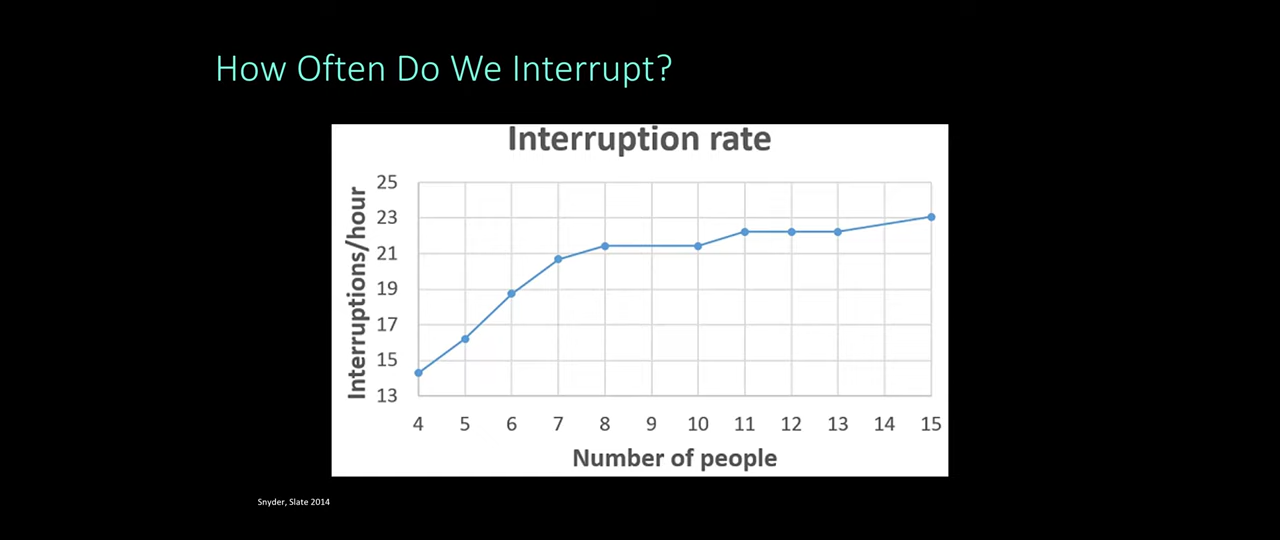 How Often Do We Interrupt?
Interruption rate
Interruptions/hour
25
23
21
19
17
15
13
4 5 6 7 8 9 10 11 12 13 14 15
Number of people
Snyder, Slate 2014